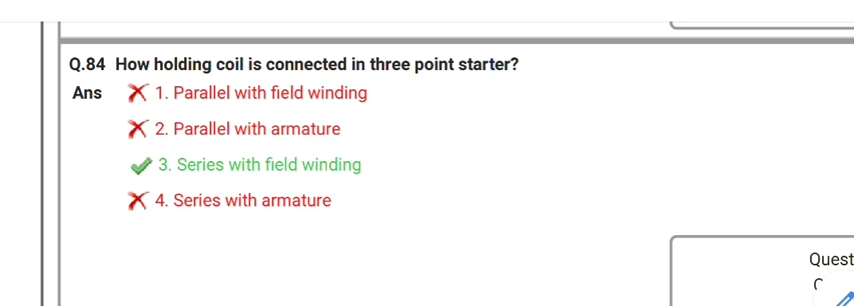 Q.84 How holding coil is connected in three point starter?
Ans 1. Parallel with field winding
2. Parallel with armature
3. Series with field winding
4. Series with armature
Quest